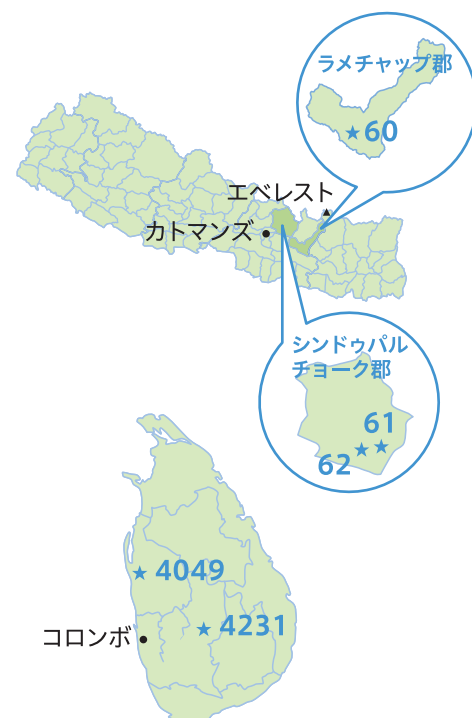 ラメチャップ郡
★60
エベレスト
▲
カトマンズ ●
シンドゥパル
チョーク郡
61
62 ★★
★ 4049
★ 4231
コロンボ ●